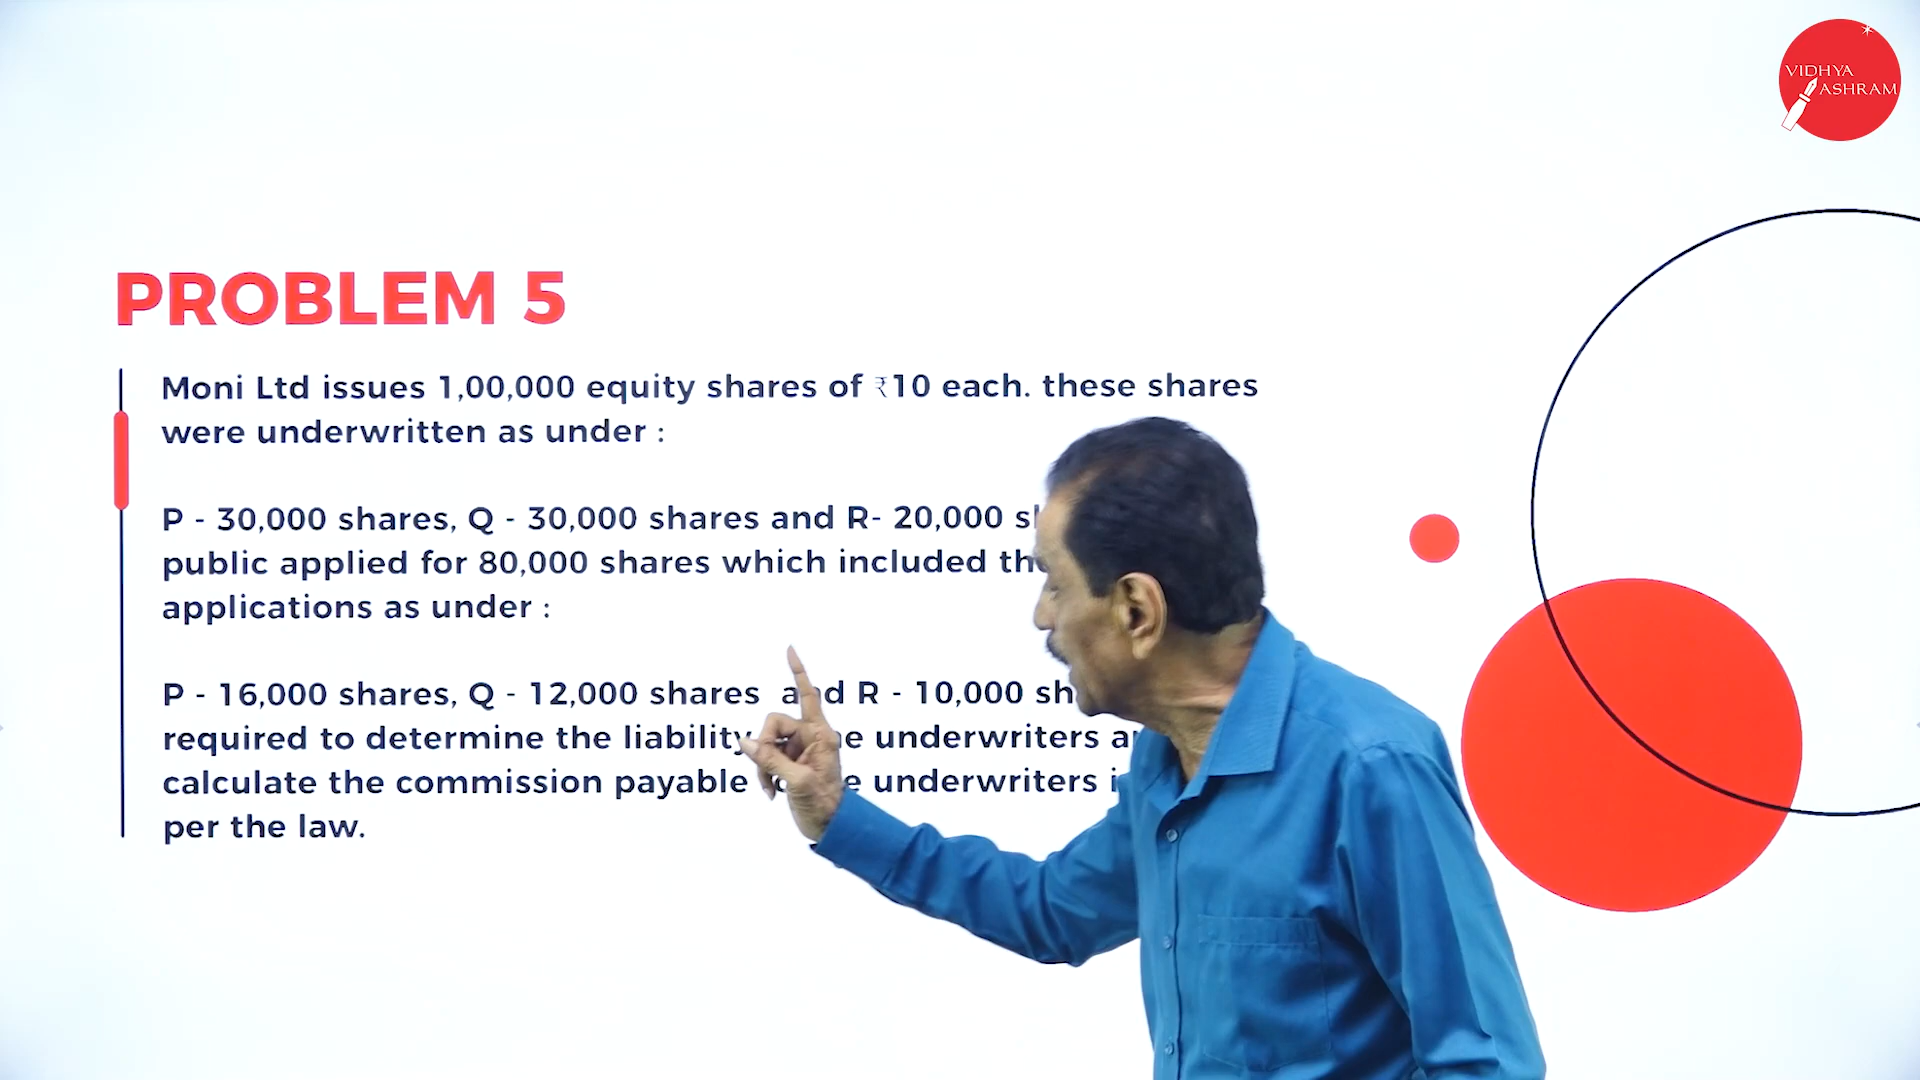 VIDHYA
ASHRAM
PROBLEM 5
Moni Ltd issues 1,00,000 equity shares of ₹10 each. these shares
were underwritten as under :
P - 30,000 shares, Q - 30,000 shares and R- 20,000
public applied for 80,000 shares which included
applications as under :
P - 16,000 shares, Q - 12,000 shares and R - 10,000
required to determine the liability underwriters
calculate the commission payable underwriters
per the law.